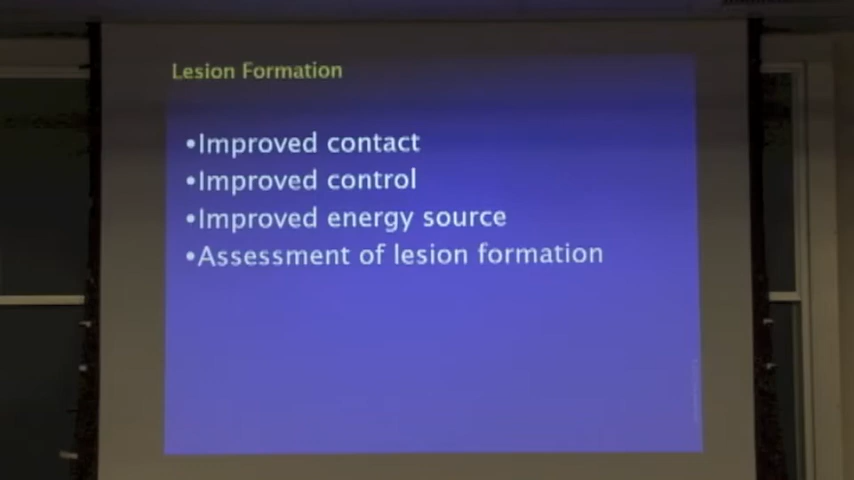 Lesion Formation
•Improved contact
•Improved control
•Improved energy source
•Assessment of lesion formation